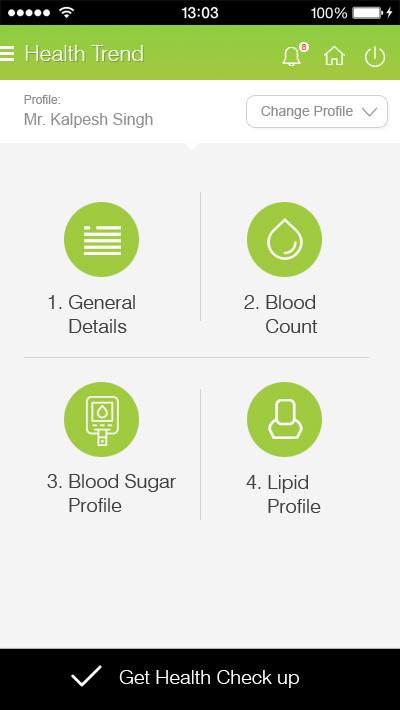 13:03
100%
Health Trend
8
Profile:
Mr. Kalpesh Singh
Change Profile
1. General
Details
2. Blood
Count
3. Blood Sugar
Profile
4. Lipid
Profile
Get Health Check up